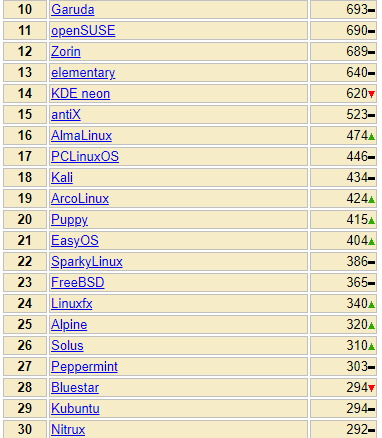 10 Garuda 693
11 openSUSE 690
12 Zorin 689
13 elementary 640
14 KDE neon 620
15 antiX 523
16 AlmaLinux 474
17 PCLinuxOS 446
18 Kali 434
19 ArcoLinux 424
20 Puppy 415
21 EasyOS 404
22 SparkyLinux 386
23 FreeBSD 365
24 Linuxfx 340
25 Alpine 320
26 Solus 310
27 Peppermint 303
28 Bluestar 294
29 Kubuntu 294
30 Nitrux 292